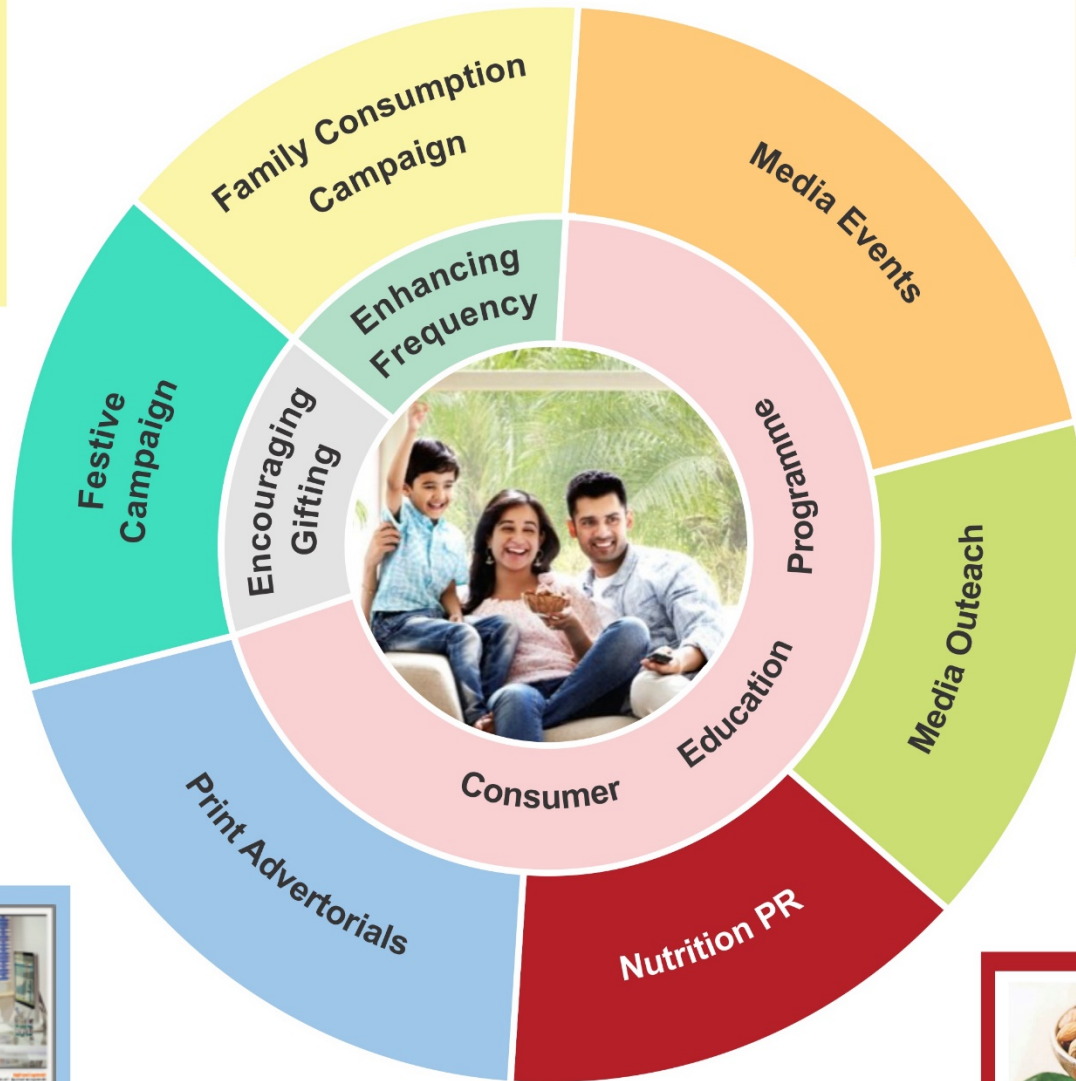 Family Consumption
Campaign
Media Events
Enhancing
Frequency
Encouraging
Gifting
Festive
Campaign
Consumer Education Programme
Media Outeach
Print Advertorials
Nutrition PR